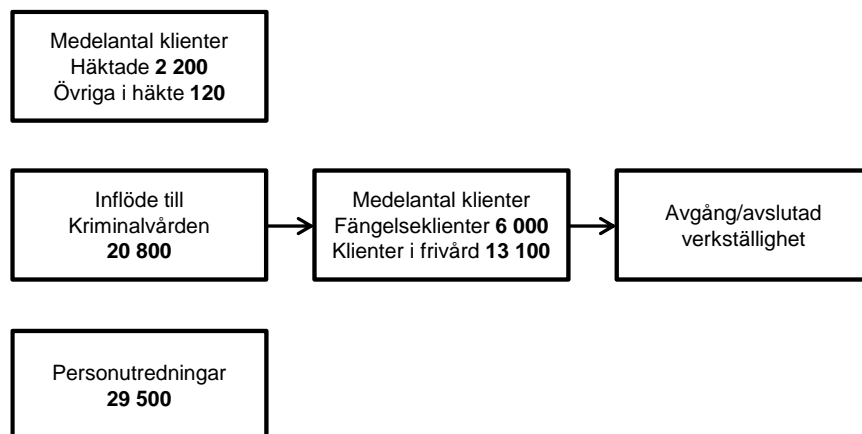 Medelantal klienter
Häktade 2 200
Övriga i häkte 120
Inflöde till
Kriminalvården
20 800
Medelantal klienter
Fängelseklienter 6 000
Klienter i frivård 13 100
Avgång/avslutad
verkställighet
Personutredningar
29 500